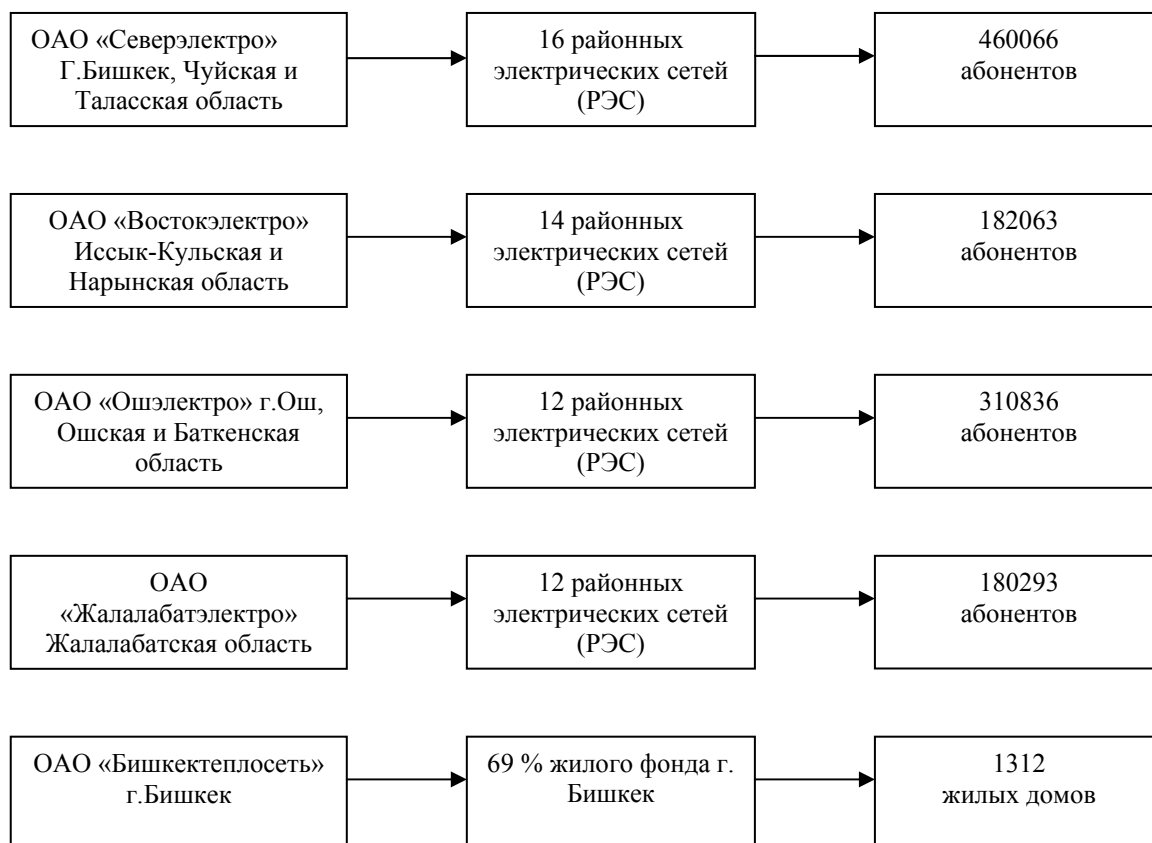 ОАО «Северэлектро»
Г.Бишкек, Чуйская и
Таласская область
16 районных
электрических сетей
(РЭС)
460066
абонентов
ОАО «Востокэлектро»
Иссык-Кульская и
Нарынская область
14 районных
электрических сетей
(РЭС)
182063
абонентов
ОАО «Ошэлектро» г.Ош,
Ошская и Баткенская
область
12 районных
электрических сетей
(РЭС)
310836
абонентов
ОАО
«Жалалабатэлектро»
Жалалабатская область
12 районных
электрических сетей
(РЭС)
180293
абонентов
ОАО «Бишкектеплосеть»
г.Бишкек
69 % жилого фонда г.
Бишкек
1312
жилых домов